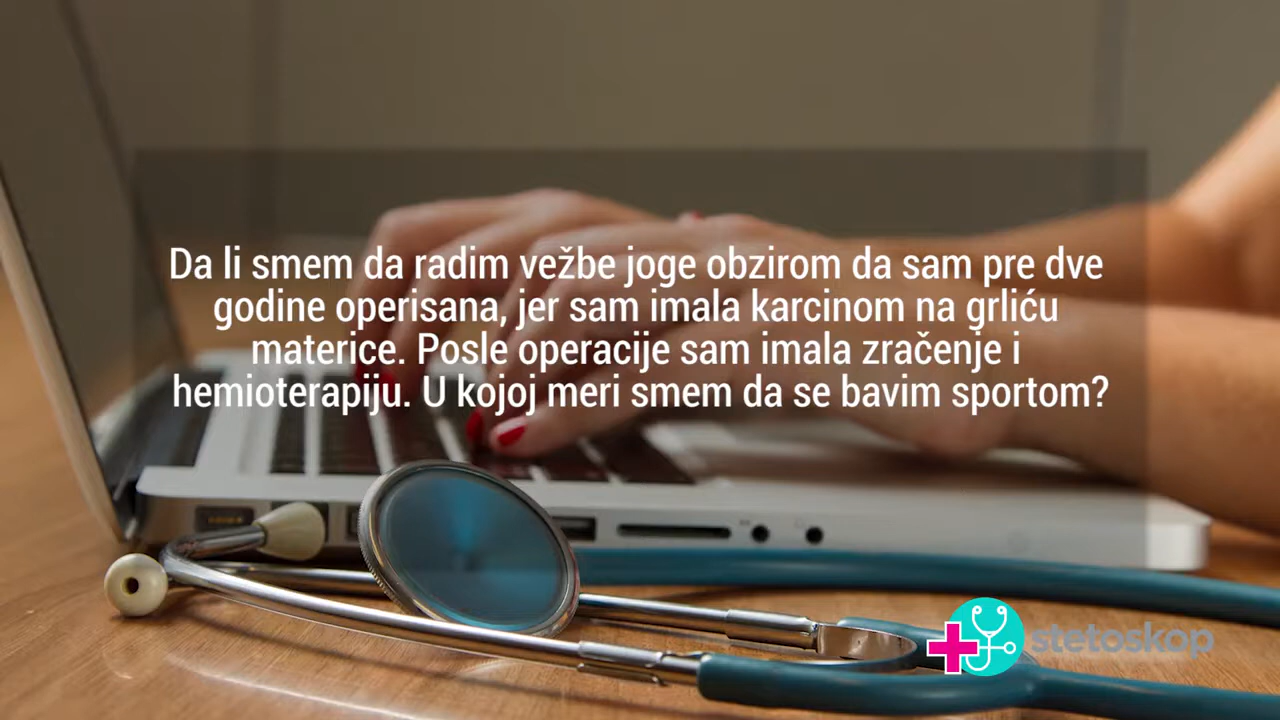 Da li smem da radim vežbe joge obzirom da sam pre dve
godine operisana, jer sam imala karcinom na grliću
materice. Posle operacije sam imala zračenje i
hemioterapiju. U kojoj meri smem da se bavim sportom?
stetoskop